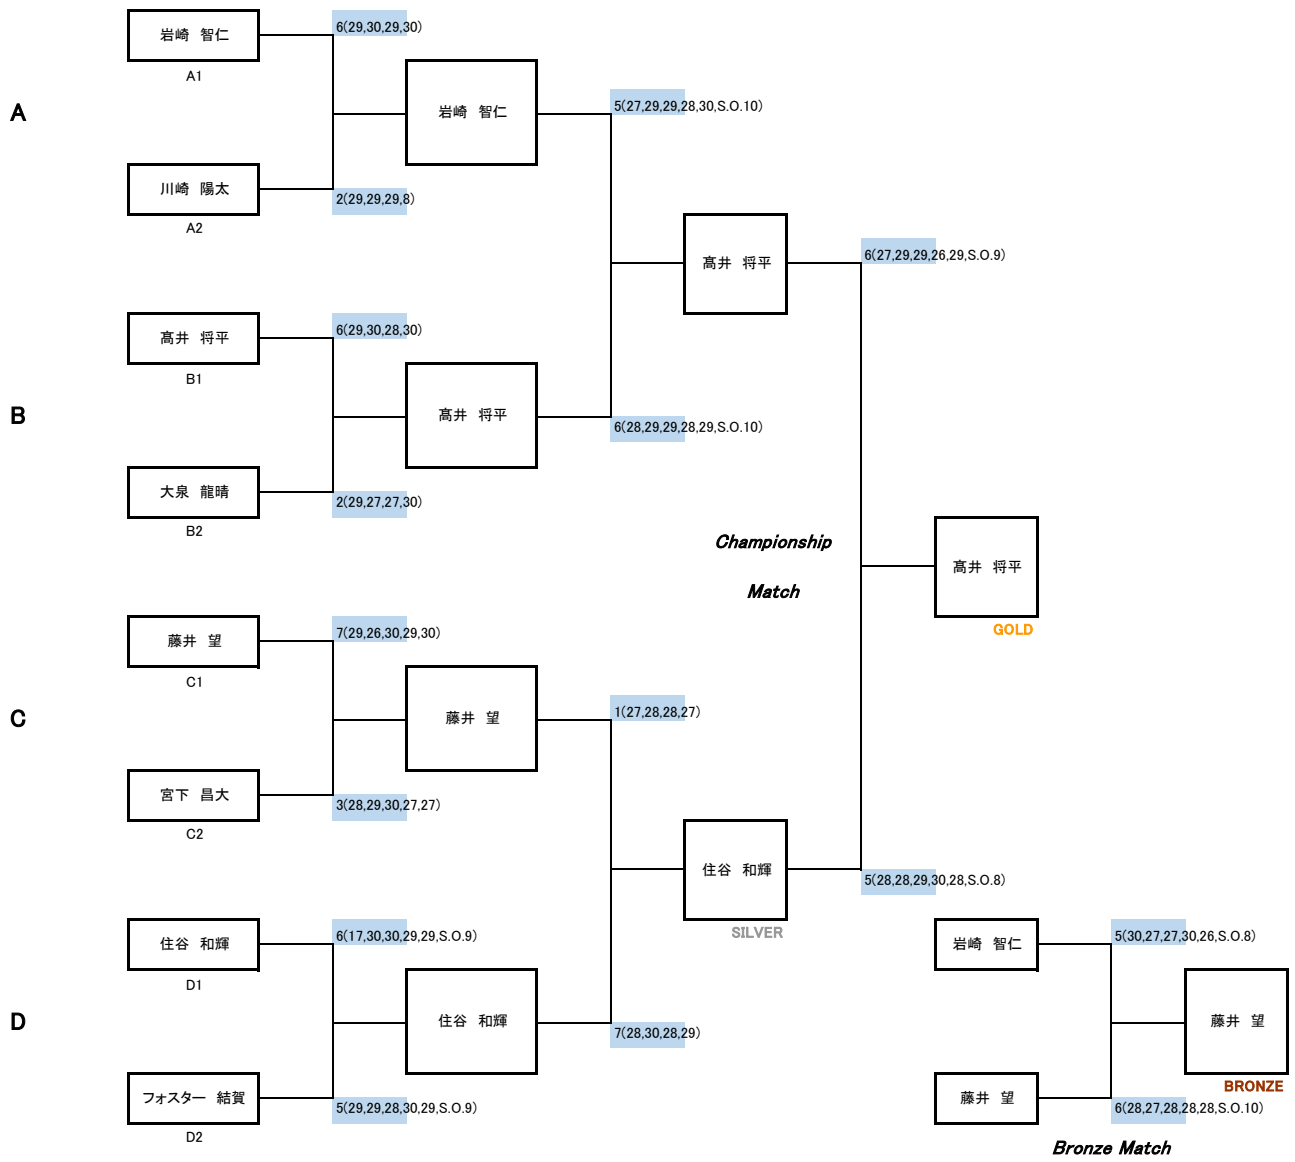 岩崎　智仁
6(29,30,29,30)
A1
A
岩崎　智仁
5(27,29,29,28,30,S.O.10)
川崎　陽太
2(29,29,29,8)
A2
髙井　将平
6(27,29,29,26,29,S.O.9)
髙井　将平
6(29,30,28,30)
B1
B
髙井　将平
6(28,29,29,28,29,S.O.10)
大泉　龍晴
2(29,27,27,30)
B2
Championship
Match
髙井　将平
GOLD
藤井　望
7(29,26,30,29,30)
C1
C
藤井　望
1(27,28,28,27)
宮下　昌大
3(28,29,30,27,27)
C2
住谷　和輝
5(28,28,29,30,28,S.O.8)
SILVER
住谷　和輝
6(17,30,30,29,29,S.O.9)
D1
D
住谷　和輝
7(28,30,28,29)
フォスター　結賀
5(29,29,28,30,29,S.O.9)
D2
岩崎　智仁
5(30,27,27,30,26,S.O.8)
藤井　望
BRONZE
藤井　望
6(28,27,28,28,28,S.O.10)
Bronze Match